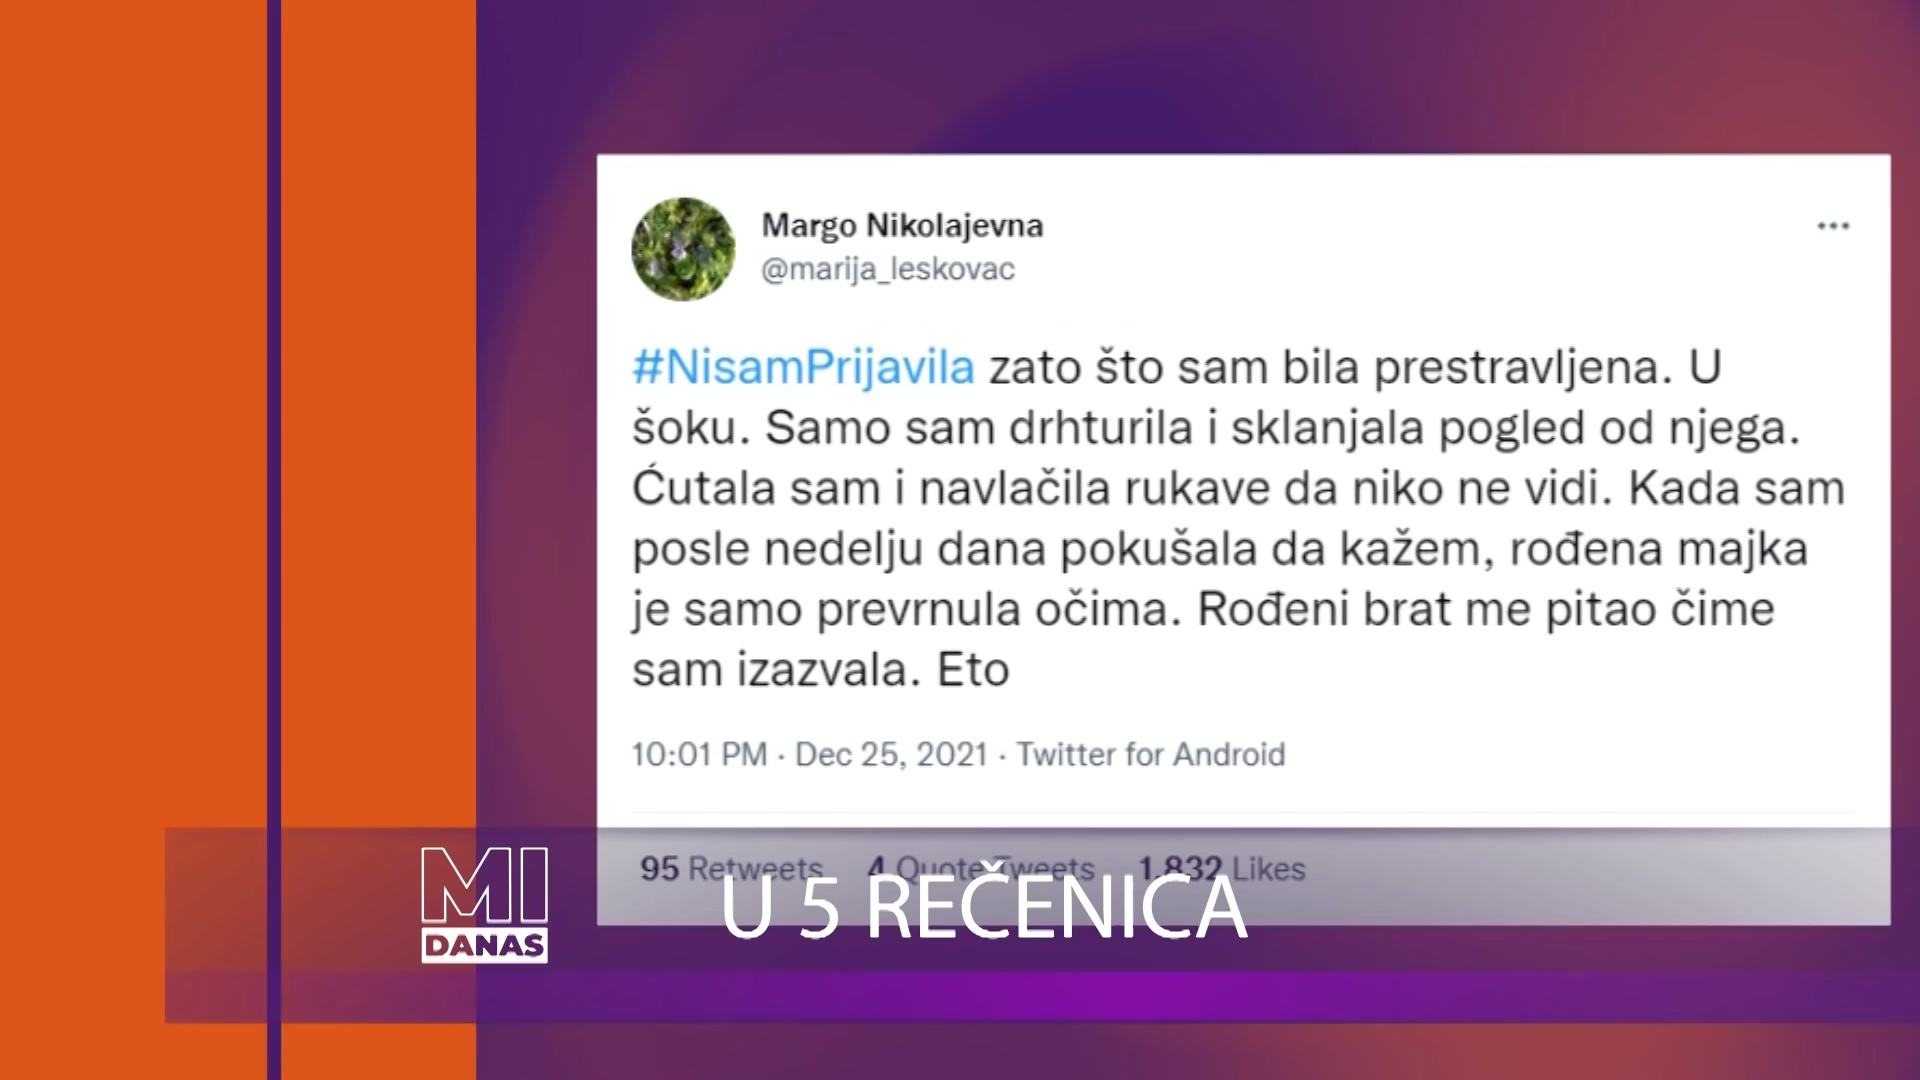 Margo Nikolajevna
@marija_leskovac
#NisamPrijavila zato što sam bila prestravljena. U
šoku. Samo sam drhturila i sklanjala pogled od njega.
Ćutala sam i navlačila rukave da niko ne vidi. Kada sam
posle nedelju dana pokušala da kažem, rođena majka
je samo prevrnula očima. Rođeni brat me pitao čime
sam izazvala. Eto
10:01 PM · Dec 25, 2021 · Twitter for Android
95 Retweets 4 Quote Tweets 1,832 Likes
MI
DANAS
U 5 REČENICA